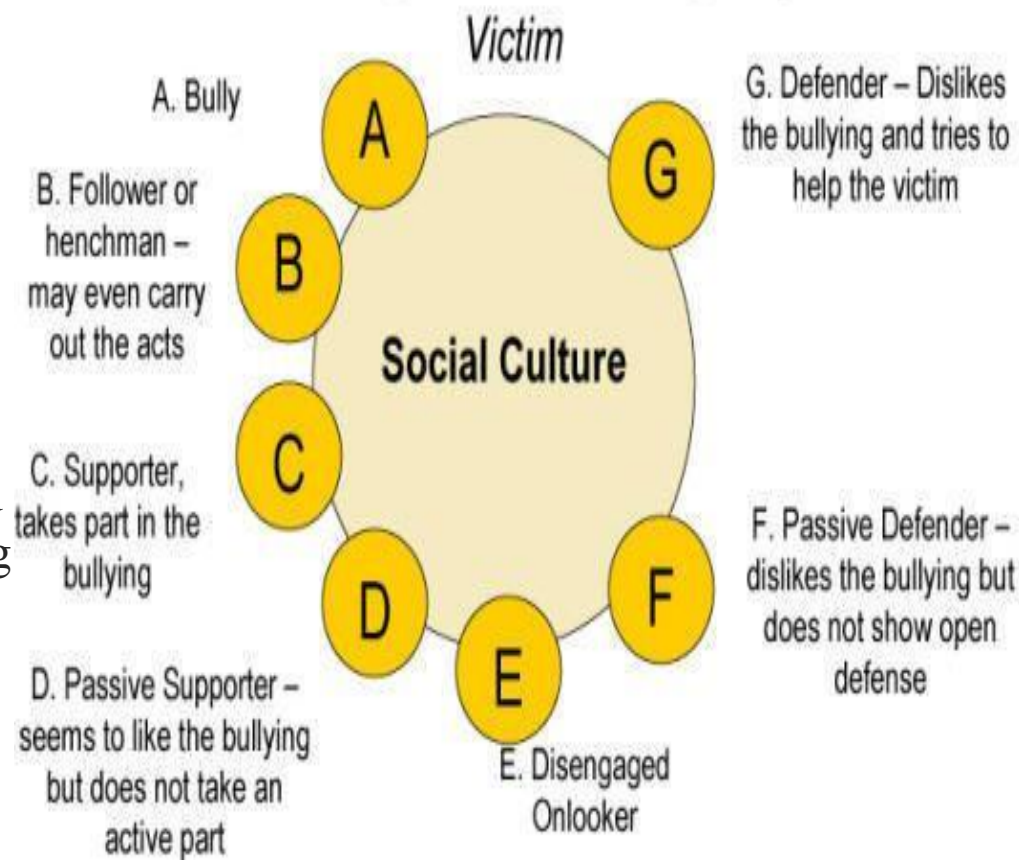 Victim
A. Bully
A
G
G. Defender – Dislikes
the bullying and tries to
help the victim
B. Follower or
henchman –
may even carry
out the acts
B
Social Culture
C. Supporter,
takes part in the
bullying
C
g
D
E
F
F. Passive Defender –
dislikes the bullying but
does not show open
defense
D. Passive Supporter –
seems to like the bullying
but does not take an
active part
E. Disengaged
Onlooker